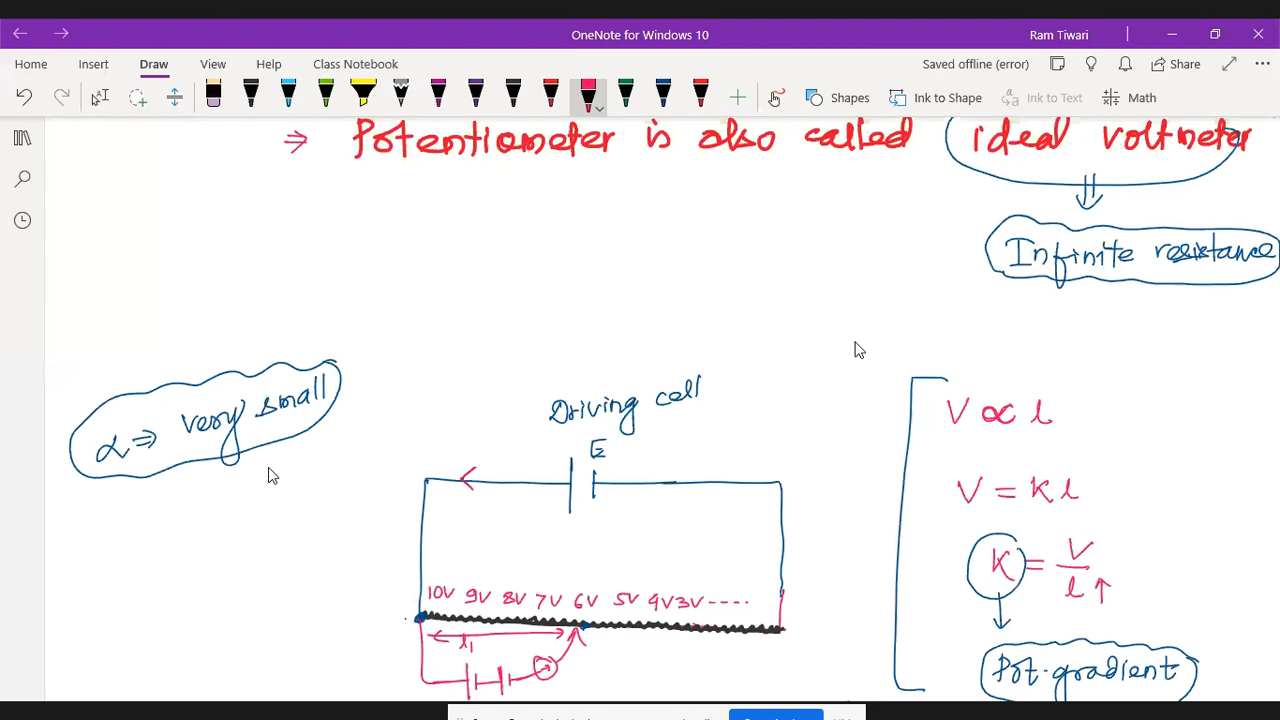 OneNote for Windows 10
Ram Tiwari
Home Insert Draw View Help Class Notebook
Saved offline (error)
Share
Shapes
Ink to Shape
Ink to Text
Math
⇒ Potentiometer is also called ideal voltmeter
Infinite resistance
α ⇒ very small
Driving cell
E
10V 9V 8V 7V 6V 5V 4V 3V ----
l₁
V ∝ l
V = Kl
K = V/l ↑
Pot. gradient